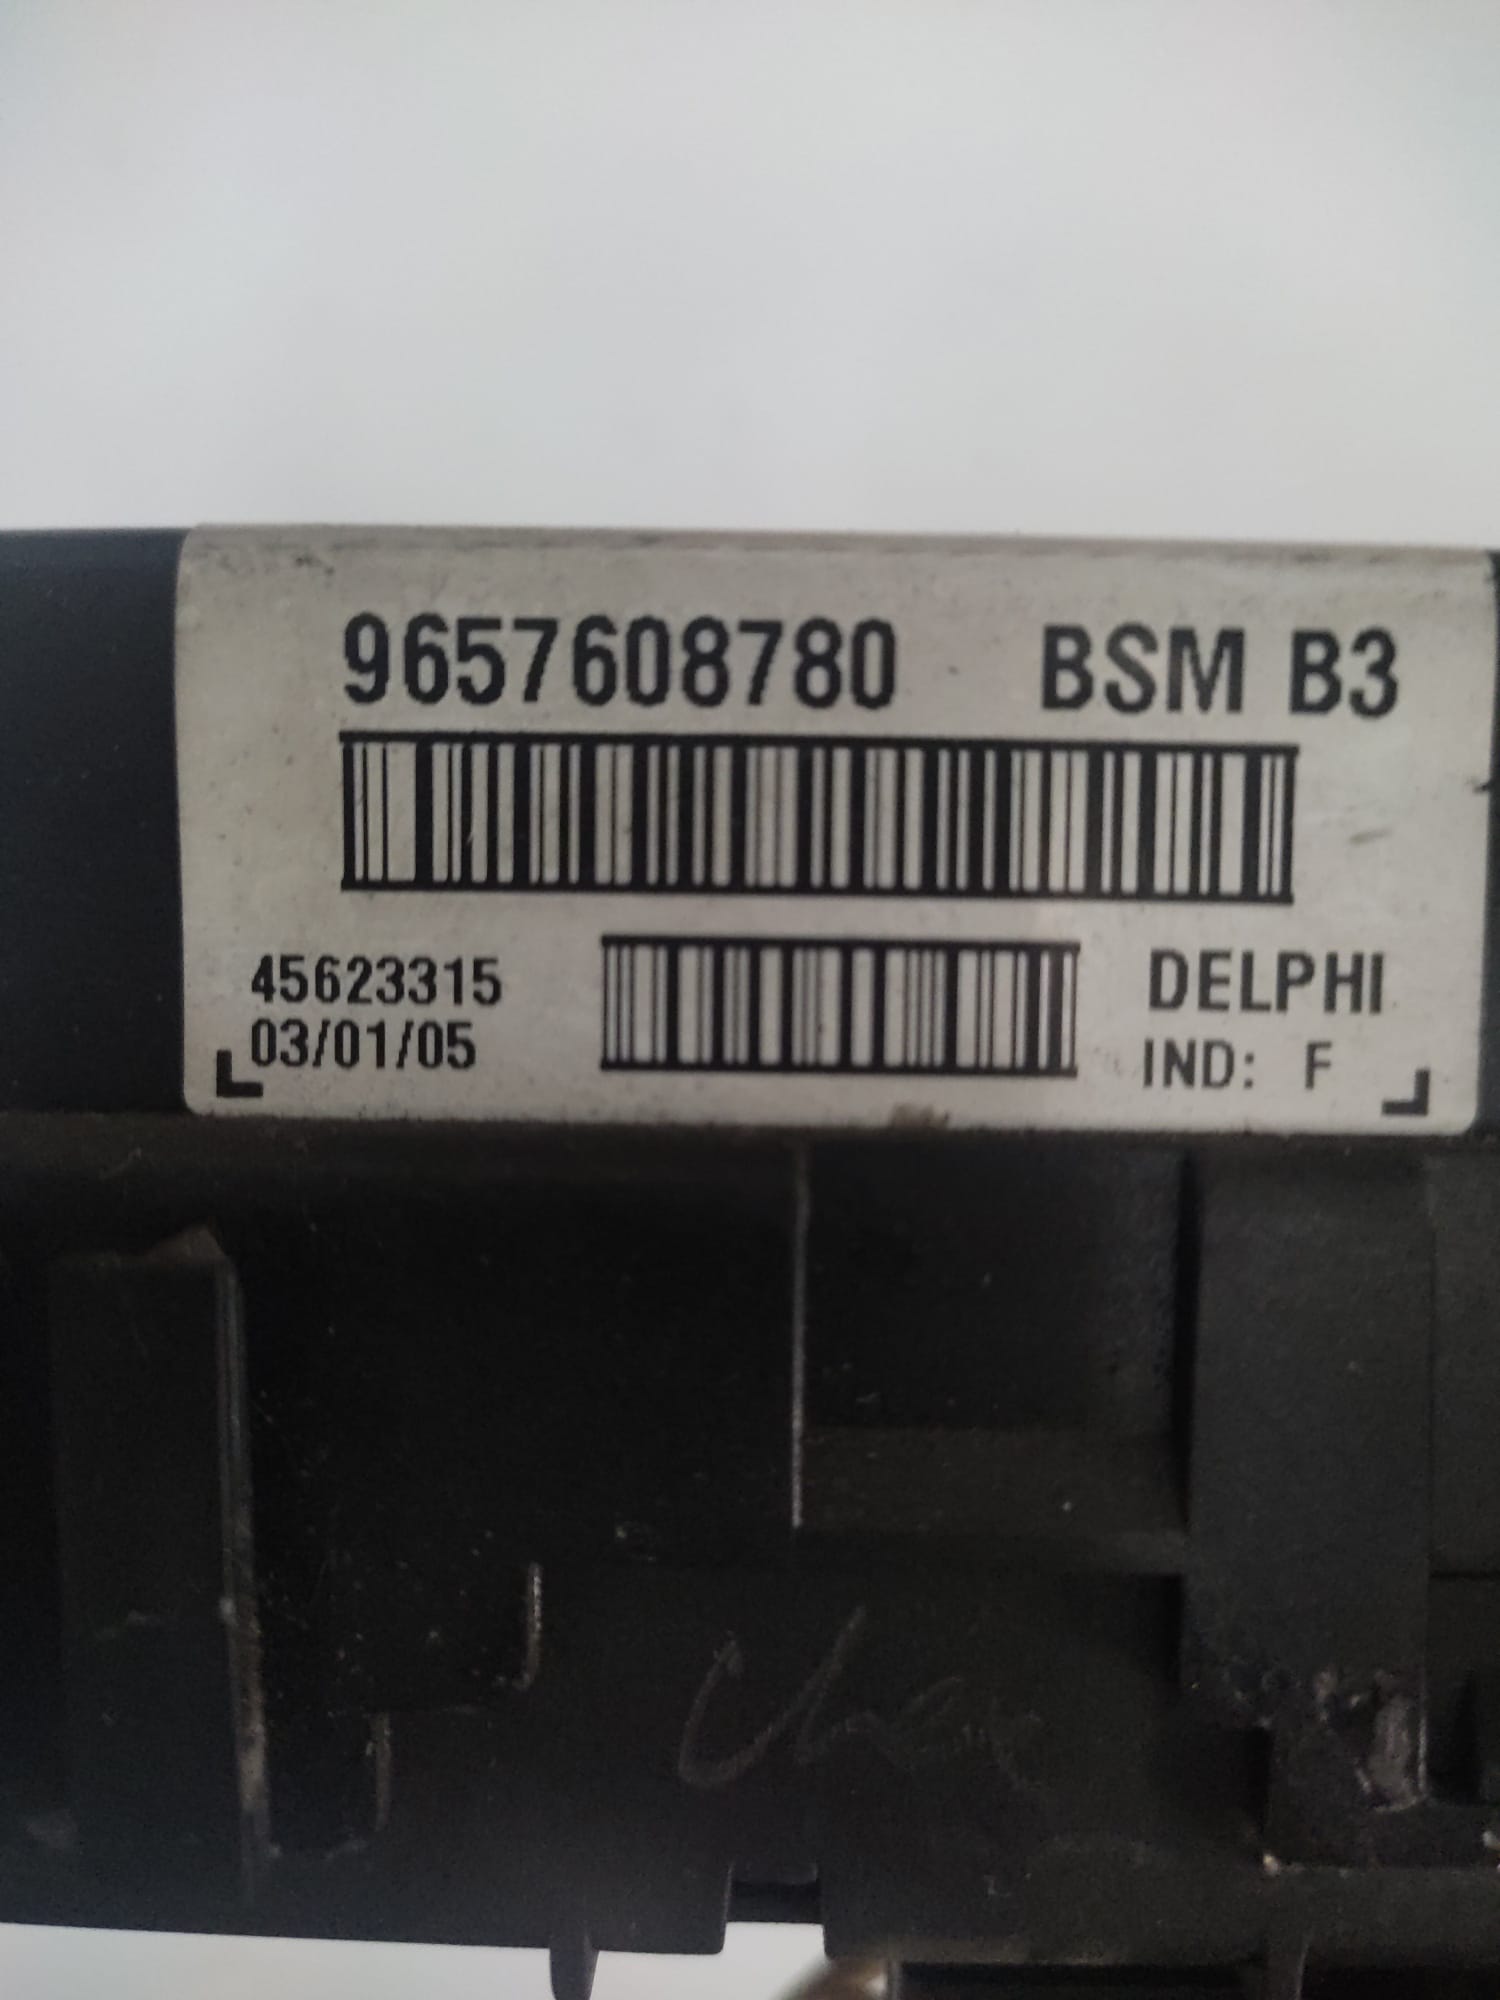 9657608780 BSM B3
45623315 DELPHI
03/01/05 IND: F